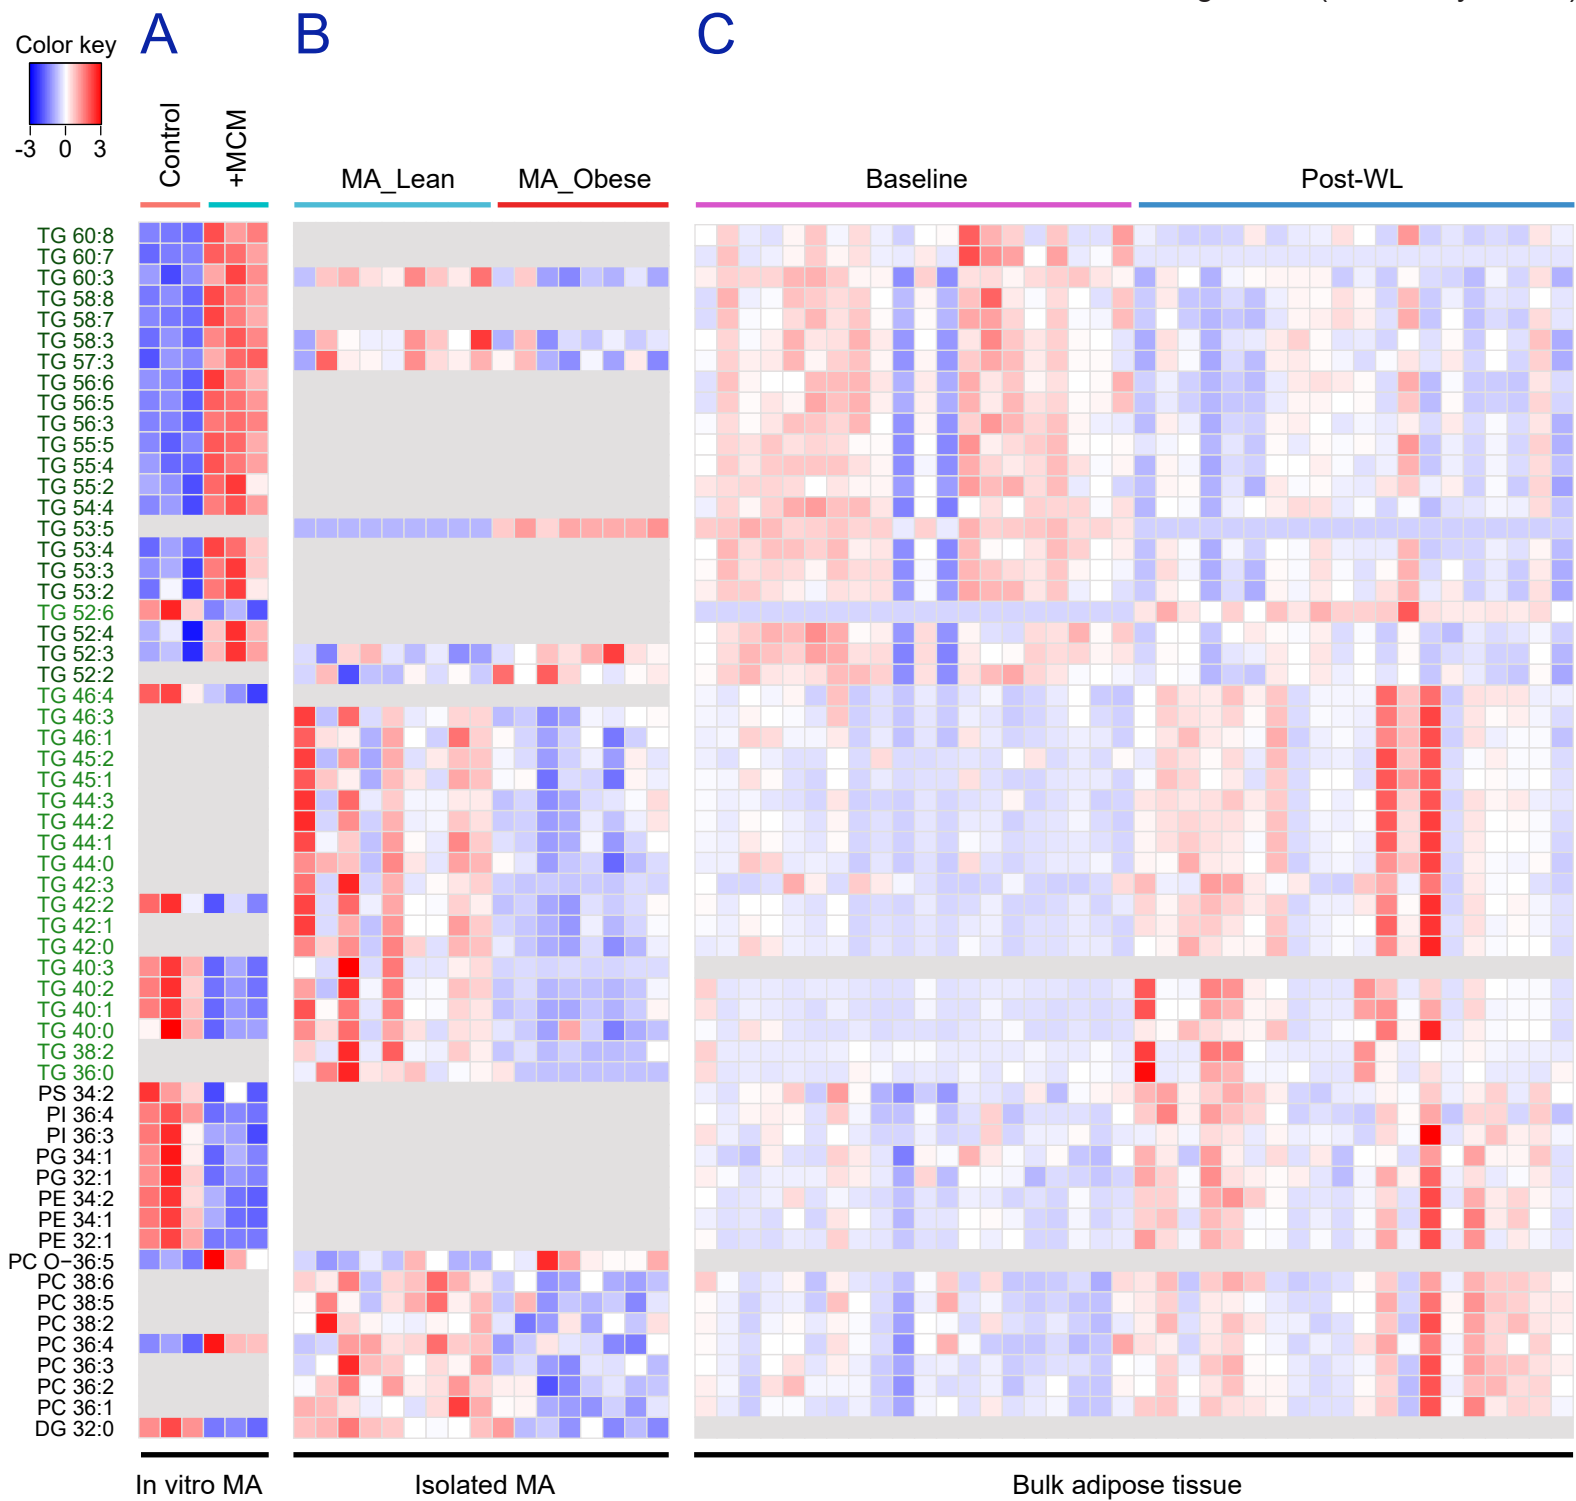 A
B
C
Color key
-3 0 3
Control
+MCM
MA_Lean
MA_Obese
Baseline
Post-WL
TG 60:8
TG 60:7
TG 60:3
TG 58:8
TG 58:7
TG 58:3
TG 57:3
TG 56:6
TG 56:5
TG 56:3
TG 55:5
TG 55:4
TG 55:2
TG 54:4
TG 53:5
TG 53:4
TG 53:3
TG 53:2
TG 52:6
TG 52:4
TG 52:3
TG 52:2
TG 46:4
TG 46:3
TG 46:1
TG 45:2
TG 45:1
TG 44:3
TG 44:2
TG 44:1
TG 44:0
TG 42:3
TG 42:2
TG 42:1
TG 42:0
TG 40:3
TG 40:2
TG 40:1
TG 40:0
TG 38:2
TG 36:0
PS 34:2
PI 36:4
PI 36:3
PG 34:1
PG 32:1
PE 34:2
PE 34:1
PE 32:1
PC O−36:5
PC 38:6
PC 38:5
PC 38:2
PC 36:4
PC 36:3
PC 36:2
PC 36:1
DG 32:0
In vitro MA
Isolated MA
Bulk adipose tissue